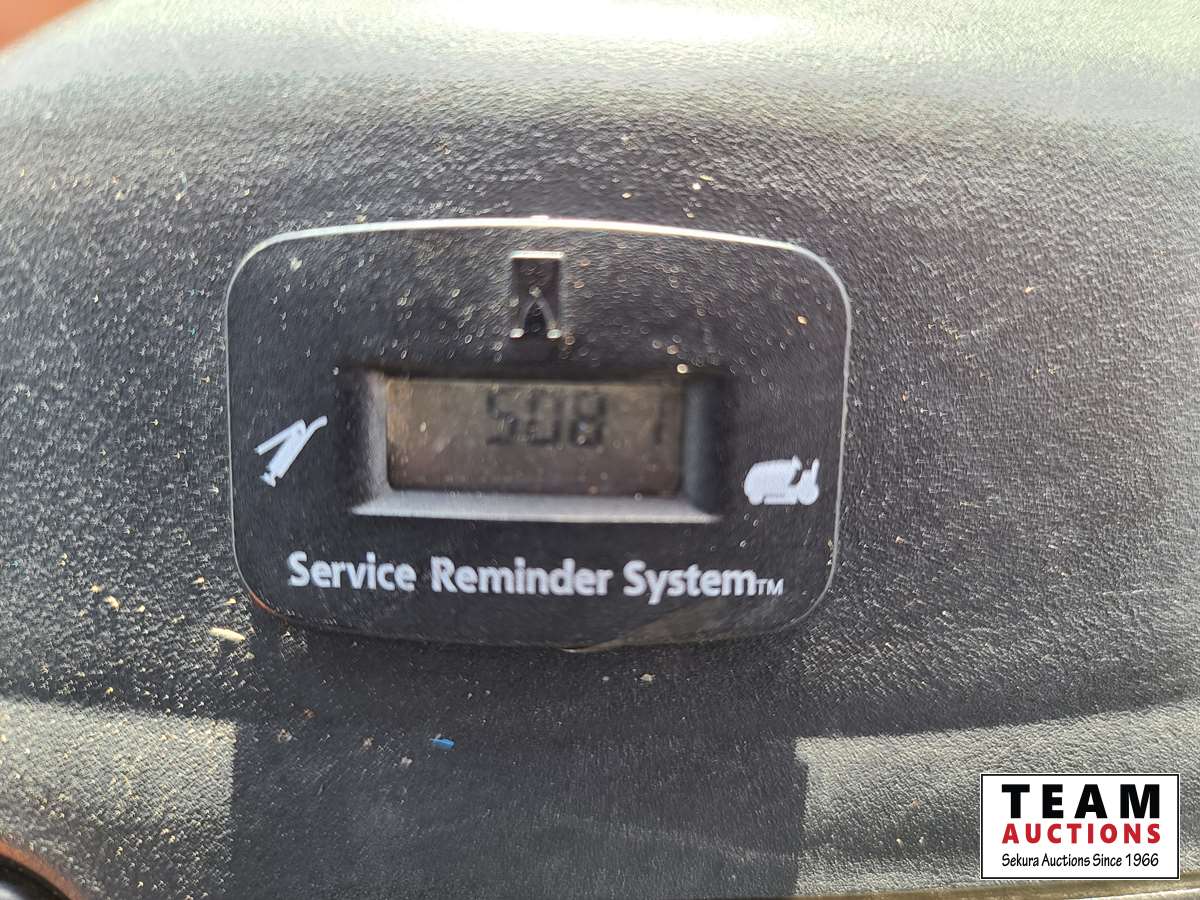 508 1
Service Reminder System™
TEAM
AUCTIONS
Sekura Auctions Since 1966